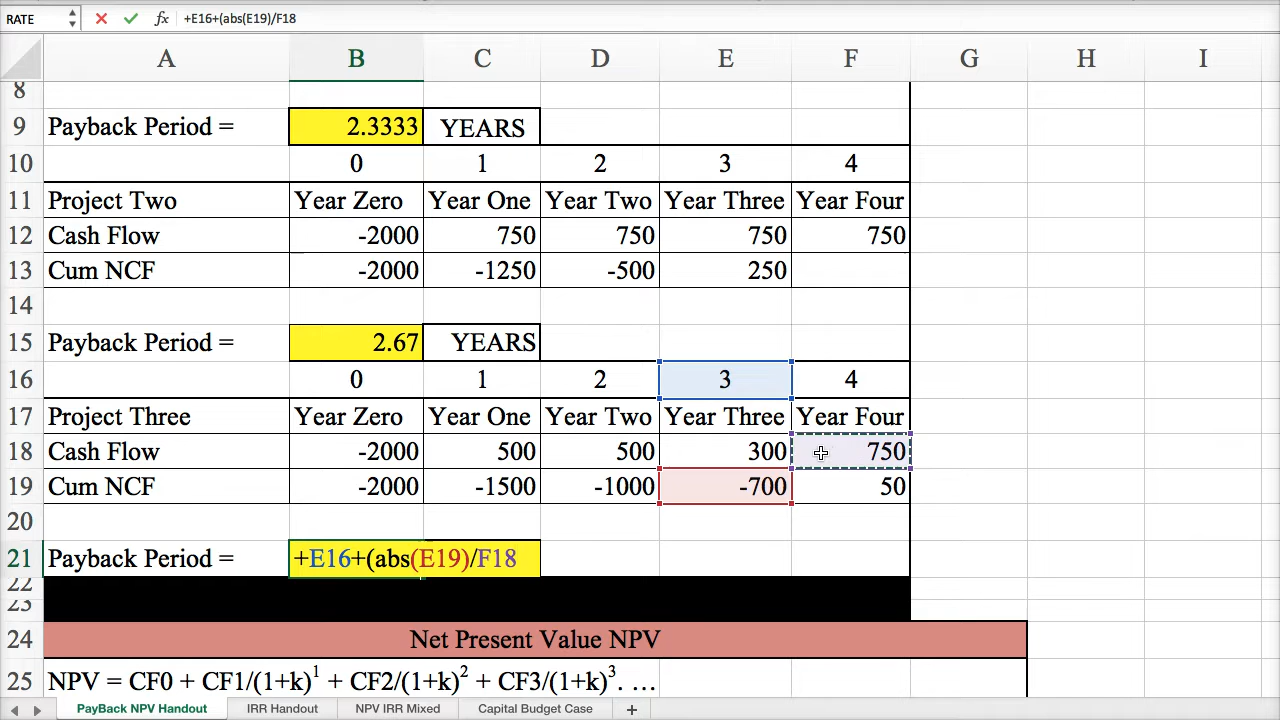 RATE +E16+(abs(E19)/F18
A B C D E F G H I
8
9 Payback Period = 2.3333 YEARS
10 0 1 2 3 4
11 Project Two Year Zero Year One Year Two Year Three Year Four
12 Cash Flow -2000 750 750 750 750
13 Cum NCF -2000 -1250 -500 250
14
15 Payback Period = 2.67 YEARS
16 0 1 2 3 4
17 Project Three Year Zero Year One Year Two Year Three Year Four
18 Cash Flow -2000 500 500 300 750
19 Cum NCF -2000 -1500 -1000 -700 50
20
21 Payback Period = +E16+(abs(E19)/F18
22
23
24 Net Present Value NPV
25 NPV = CF0 + CF1/(1+k)¹ + CF2/(1+k)² + CF3/(1+k)³. …
PayBack NPV Handout IRR Handout NPV IRR Mixed Capital Budget Case +